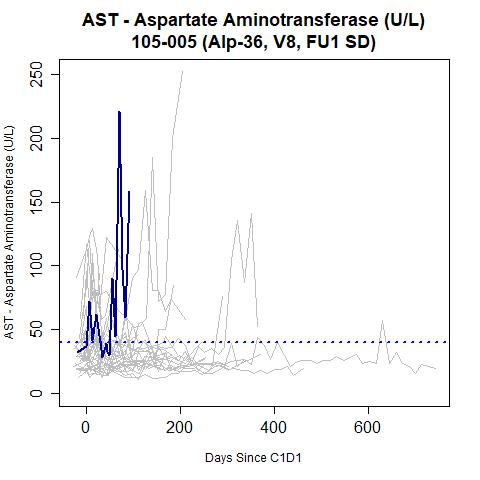 AST - Aspartate Aminotransferase (U/L)
105-005 (Alp-36, V8, FU1 SD)
AST - Aspartate Aminotransferase (U/L)
250
200
150
100
50
0
0 200 400 600
Days Since C1D1